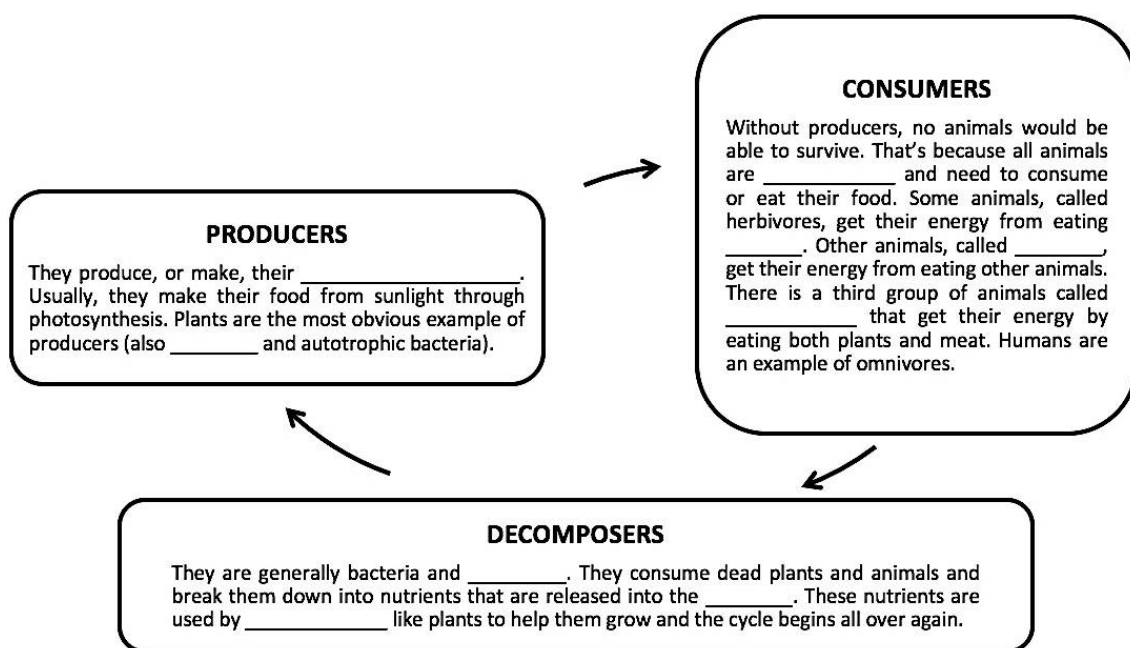 PRODUCERS
They produce, or make, their ____________________.
Usually, they make their food from sunlight through
photosynthesis. Plants are the most obvious example of
producers (also ________ and autotrophic bacteria).
CONSUMERS
Without producers, no animals would be
able to survive. That's because all animals
are ____________ and need to consume
or eat their food. Some animals, called
herbivores, get their energy from eating
_______. Other animals, called ________,
get their energy from eating other animals.
There is a third group of animals called
____________ that get their energy by
eating both plants and meat. Humans are
an example of omnivores.
DECOMPOSERS
They are generally bacteria and _________. They consume dead plants and animals and
break them down into nutrients that are released into the ________. These nutrients are
used by _____________ like plants to help them grow and the cycle begins all over again.